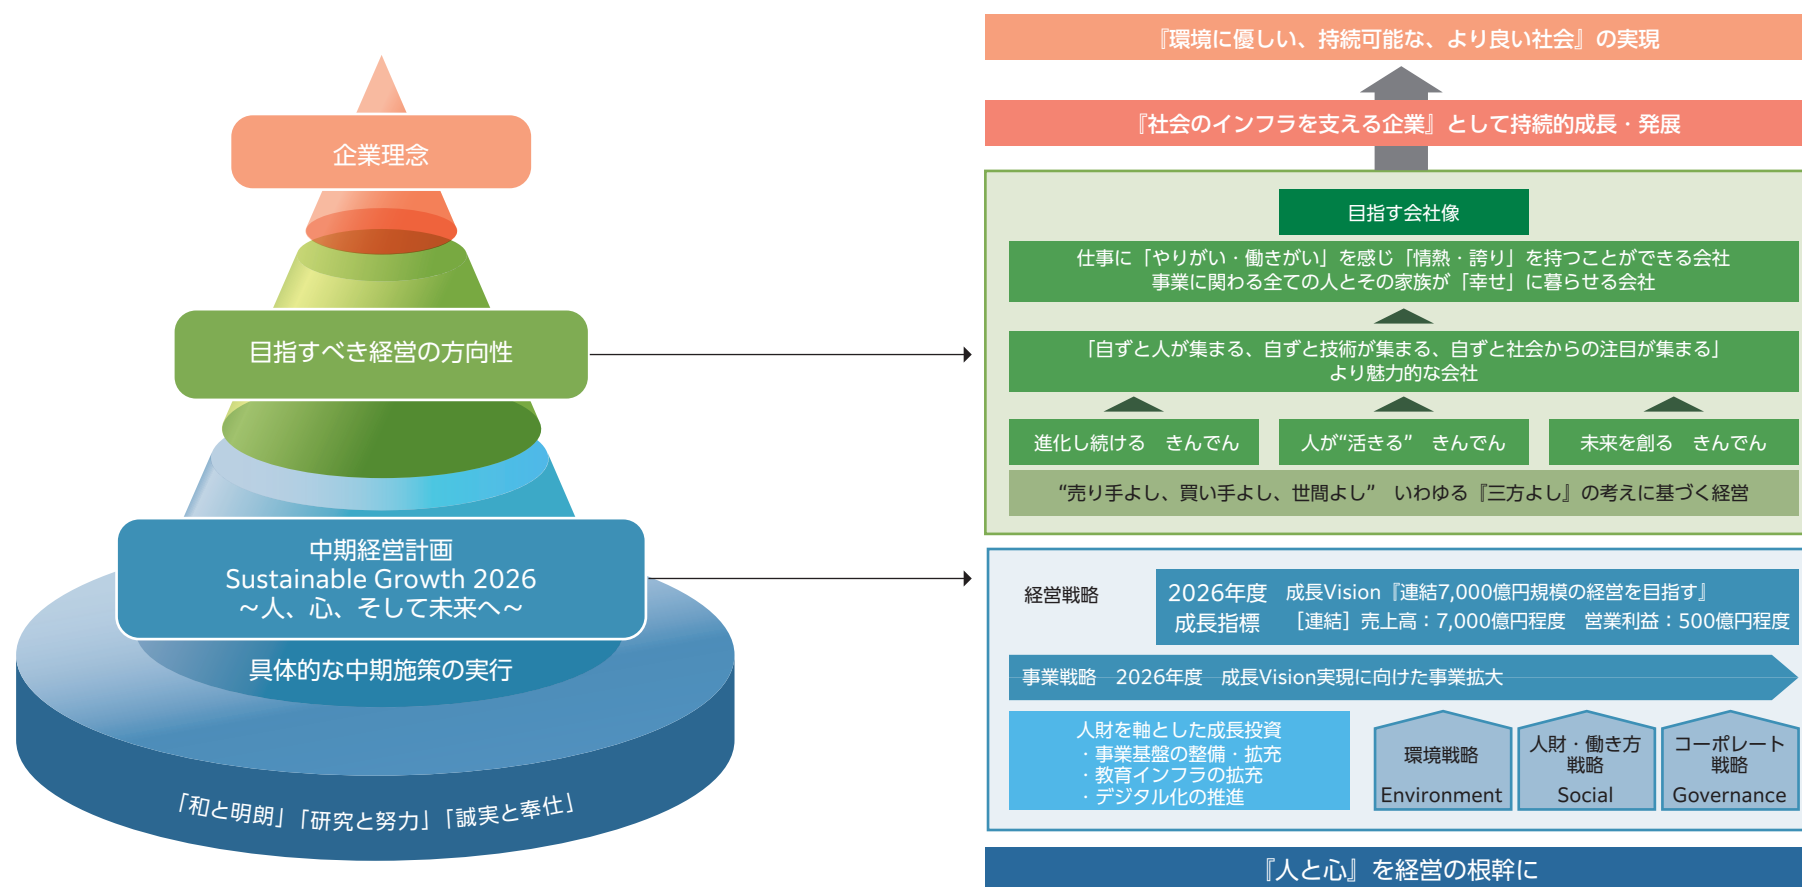 企業理念
目指すべき経営の方向性
中期経営計画
Sustainable Growth 2026
～人、心、そして未来へ～
具体的な中期施策の実行
「和と明朗」「研究と努力」「誠実と奉仕」
『環境に優しい、持続可能な、より良い社会』の実現
『社会のインフラを支える企業』として持続的成長・発展
目指す会社像
仕事に「やりがい・働きがい」を感じ「情熱・誇り」を持つことができる会社
事業に関わる全ての人とその家族が「幸せ」に暮らせる会社
「自ずと人が集まる、自ずと技術が集まる、自ずと社会からの注目が集まる」
より魅力的な会社
進化し続ける　きんでん
人が“活きる”　きんでん
未来を創る　きんでん
“売り手よし、買い手よし、世間よし”　いわゆる『三方よし』の考えに基づく経営
経営戦略
2026年度　成長Vision『連結7,000億円規模の経営を目指す』
成長指標　［連結］売上高：7,000億円程度　営業利益：500億円程度
事業戦略　2026年度　成長Vision実現に向けた事業拡大
人財を軸とした成長投資
・事業基盤の整備・拡充
・教育インフラの拡充
・デジタル化の推進
環境戦略
Environment
人財・働き方
戦略
Social
コーポレート
戦略
Governance
『人と心』を経営の根幹に